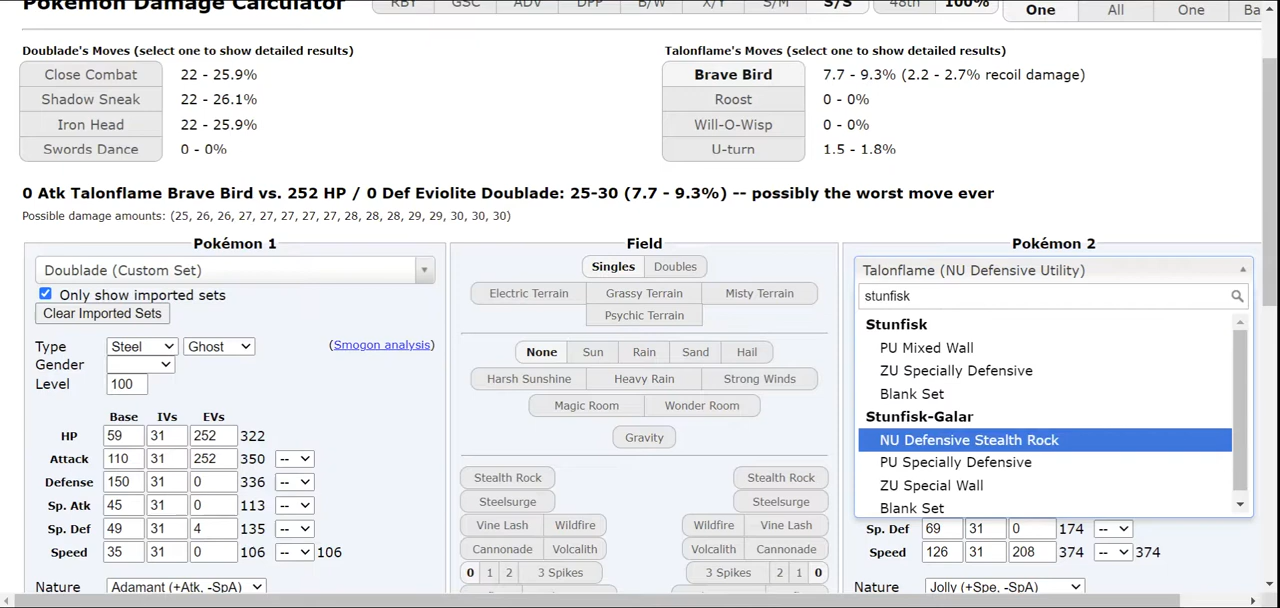 Pokémon Damage Calculator
RBY GSC ADV DPP B/W X/Y S/M S/S 48th 100% One All One Ba
Doublade's Moves (select one to show detailed results)
Close Combat 22 - 25.9%
Shadow Sneak 22 - 26.1%
Iron Head 22 - 25.9%
Swords Dance 0 - 0%
Talonflame's Moves (select one to show detailed results)
Brave Bird 7.7 - 9.3% (2.2 - 2.7% recoil damage)
Roost 0 - 0%
Will-O-Wisp 0 - 0%
U-turn 1.5 - 1.8%
0 Atk Talonflame Brave Bird vs. 252 HP / 0 Def Eviolite Doublade: 25-30 (7.7 - 9.3%) -- possibly the worst move ever
Possible damage amounts: (25, 26, 26, 27, 27, 27, 27, 27, 28, 28, 28, 29, 29, 30, 30, 30)
Pokémon 1
Doublade (Custom Set)
Only show imported sets
Clear Imported Sets
Type Steel Ghost (Smogon analysis)
Gender
Level 100
Base IVs EVs
HP 59 31 252 322
Attack 110 31 252 350 --
Defense 150 31 0 336 --
Sp. Atk 45 31 0 113 --
Sp. Def 49 31 4 135 --
Speed 35 31 0 106 -- 106
Nature Adamant (+Atk, -SpA)
Field
Singles Doubles
Electric Terrain Grassy Terrain Misty Terrain
Psychic Terrain
None Sun Rain Sand Hail
Harsh Sunshine Heavy Rain Strong Winds
Magic Room Wonder Room
Gravity
Stealth Rock Stealth Rock
Steelsurge Steelsurge
Vine Lash Wildfire Wildfire Vine Lash
Cannonade Volcalith Volcalith Cannonade
0 1 2 3 Spikes 3 Spikes 2 1 0
Pokémon 2
Talonflame (NU Defensive Utility)
stunfisk
Stunfisk
PU Mixed Wall
ZU Specially Defensive
Blank Set
Stunfisk-Galar
NU Defensive Stealth Rock
PU Specially Defensive
ZU Special Wall
Blank Set
Sp. Def 69 31 0 174 --
Speed 126 31 208 374 -- 374
Nature Jolly (+Spe, -SpA)